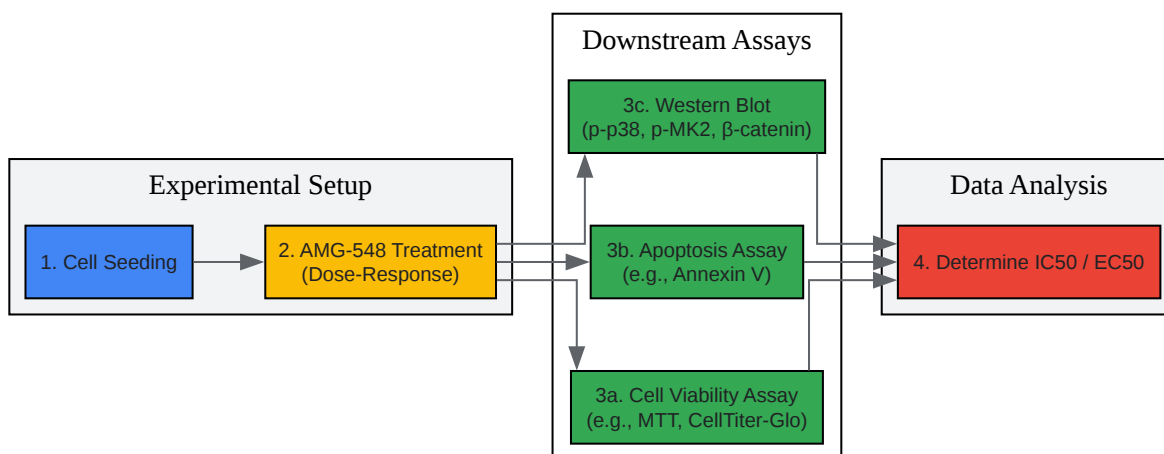 Experimental Setup
1. Cell Seeding
2. AMG-548 Treatment
(Dose-Response)
Downstream Assays
3c. Western Blot
(p-p38, p-MK2, β-catenin)
3b. Apoptosis Assay
(e.g., Annexin V)
3a. Cell Viability Assay
(e.g., MTT, CellTiter-Glo)
Data Analysis
4. Determine IC50 / EC50